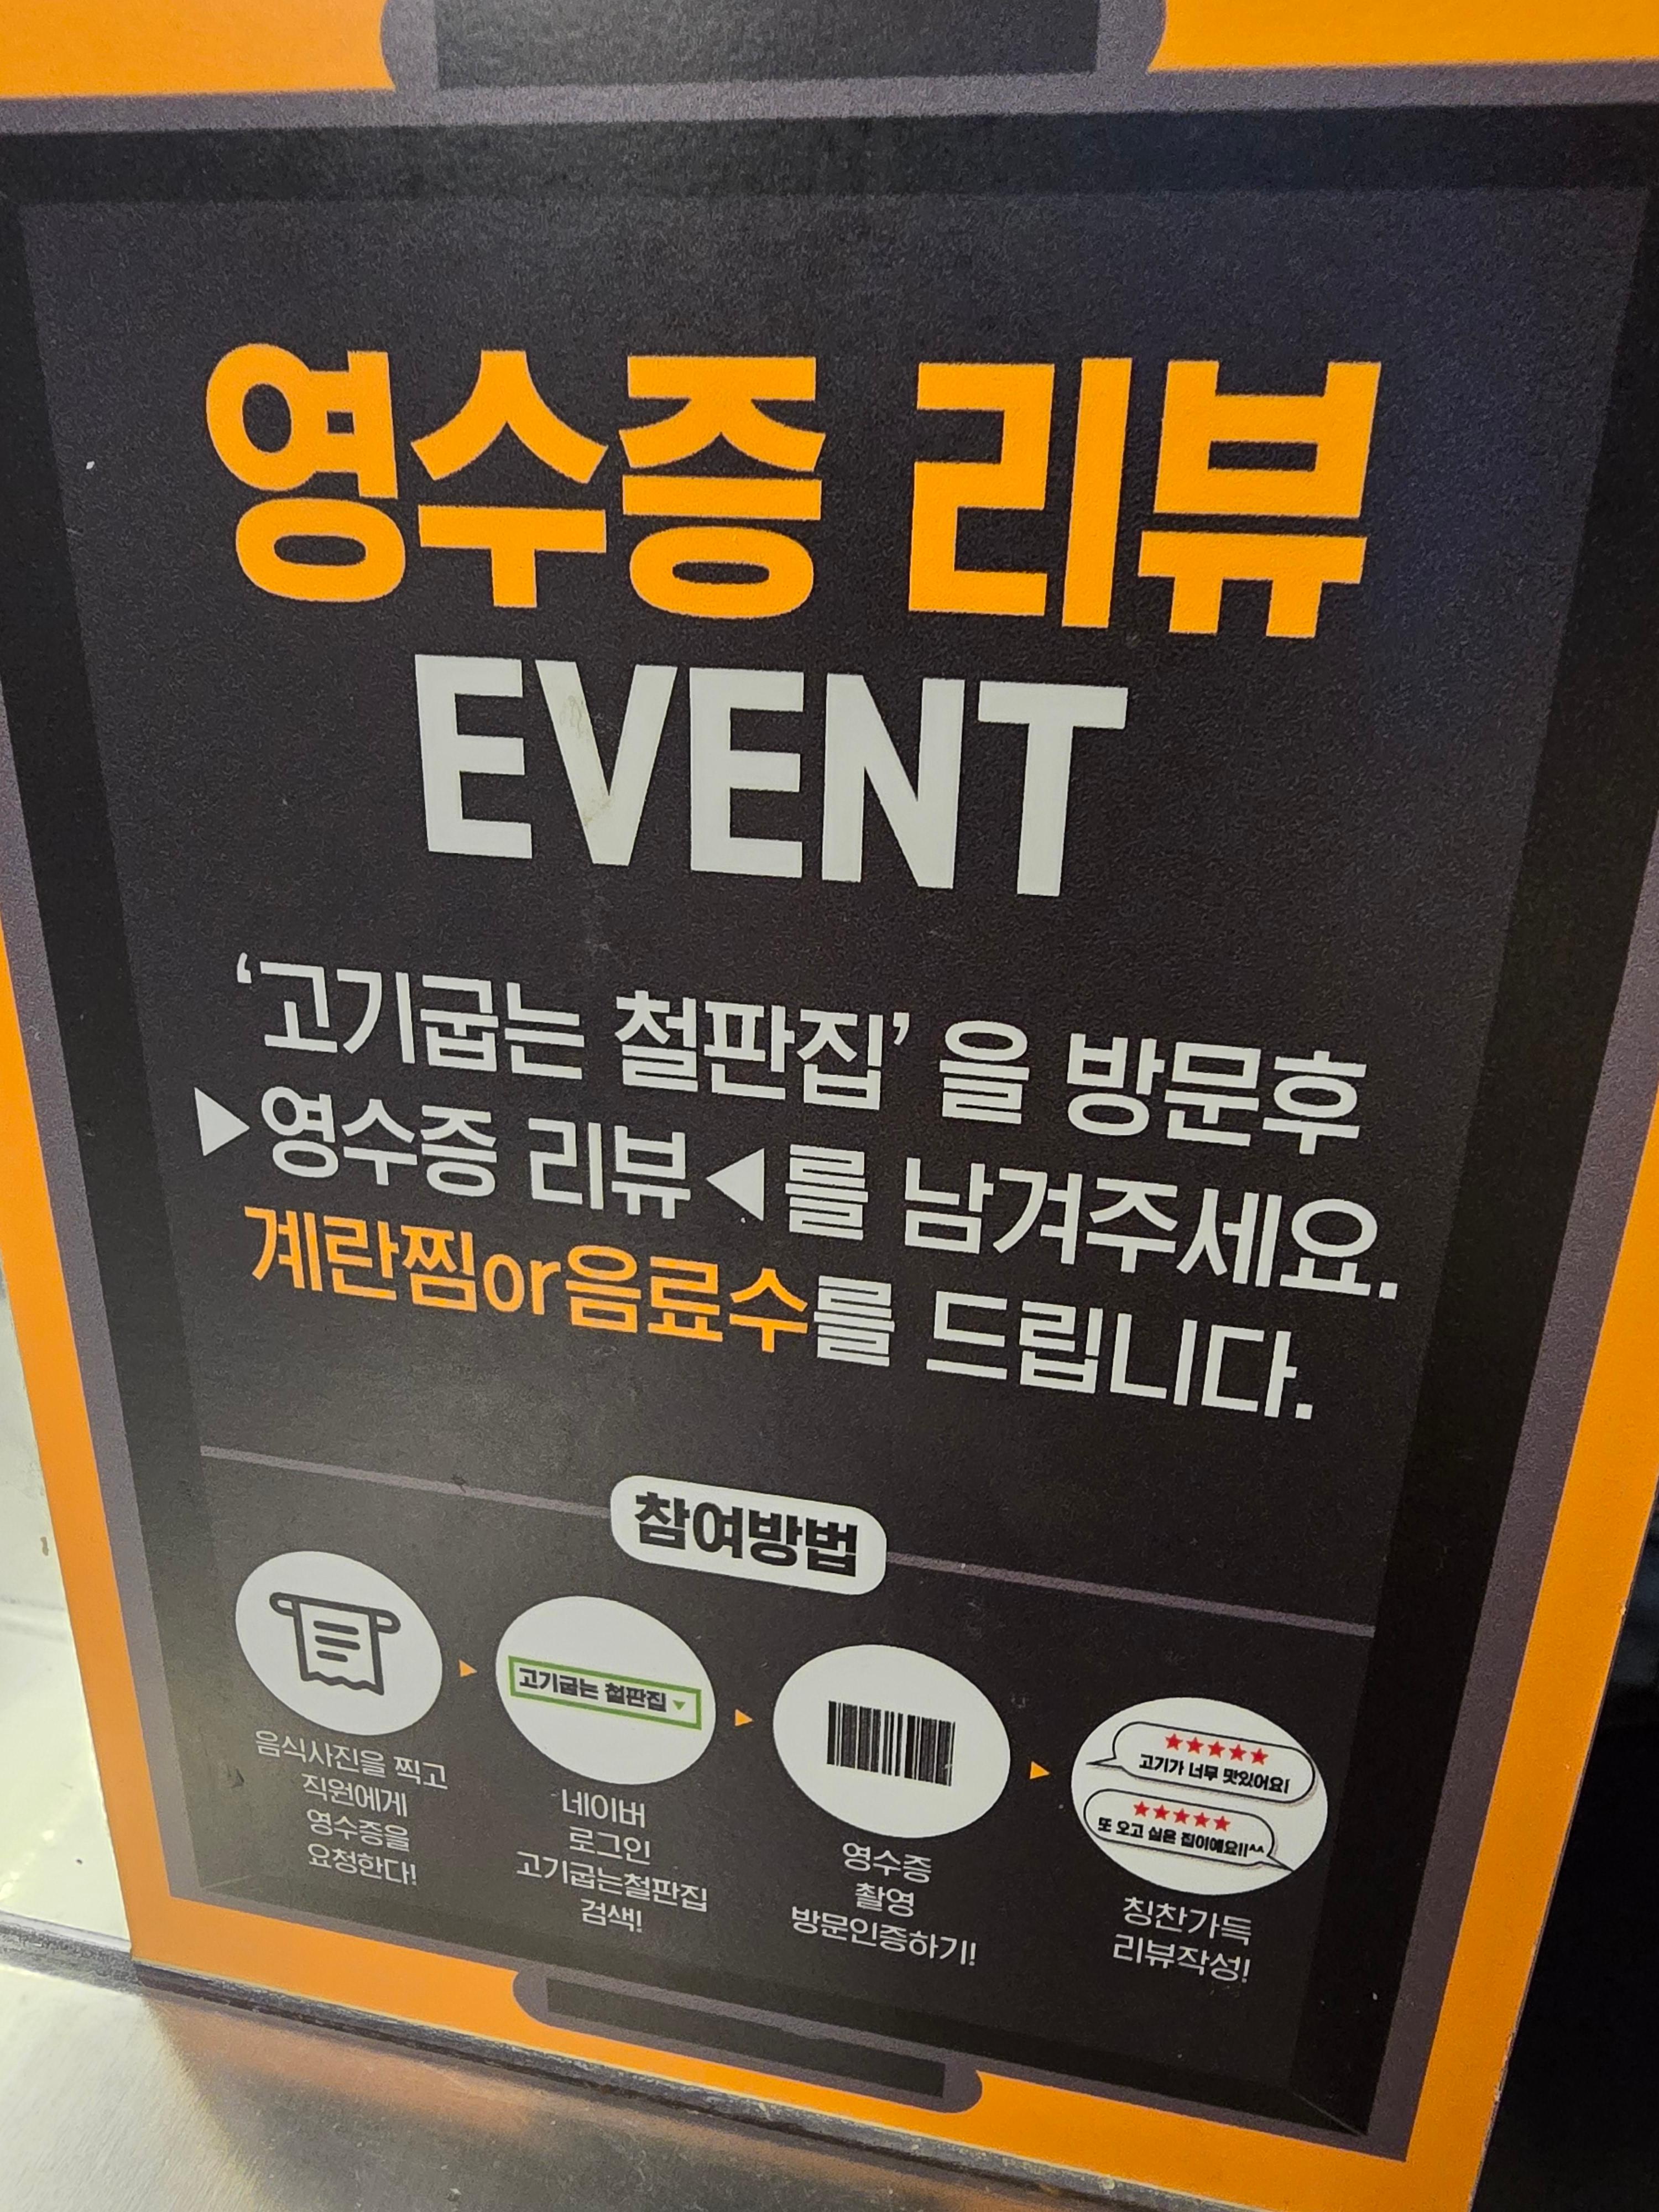 영수증 리뷰
EVENT
‘고기굽는 철판집’ 을 방문후
▶영수증 리뷰◀를 남겨주세요.
계란찜or음료수를 드립니다.
참여방법
고기굽는 철판집
음식사진을 찍고
직원에게
영수증을
요청한다!
네이버
로그인
고기굽는철판집
검색!
영수증
촬영
방문인증하기!
★★★★★
고기가 너무 맛있어요!
★★★★★
또 오고 싶은 집이예요!!^^
칭찬가득
리뷰작성!